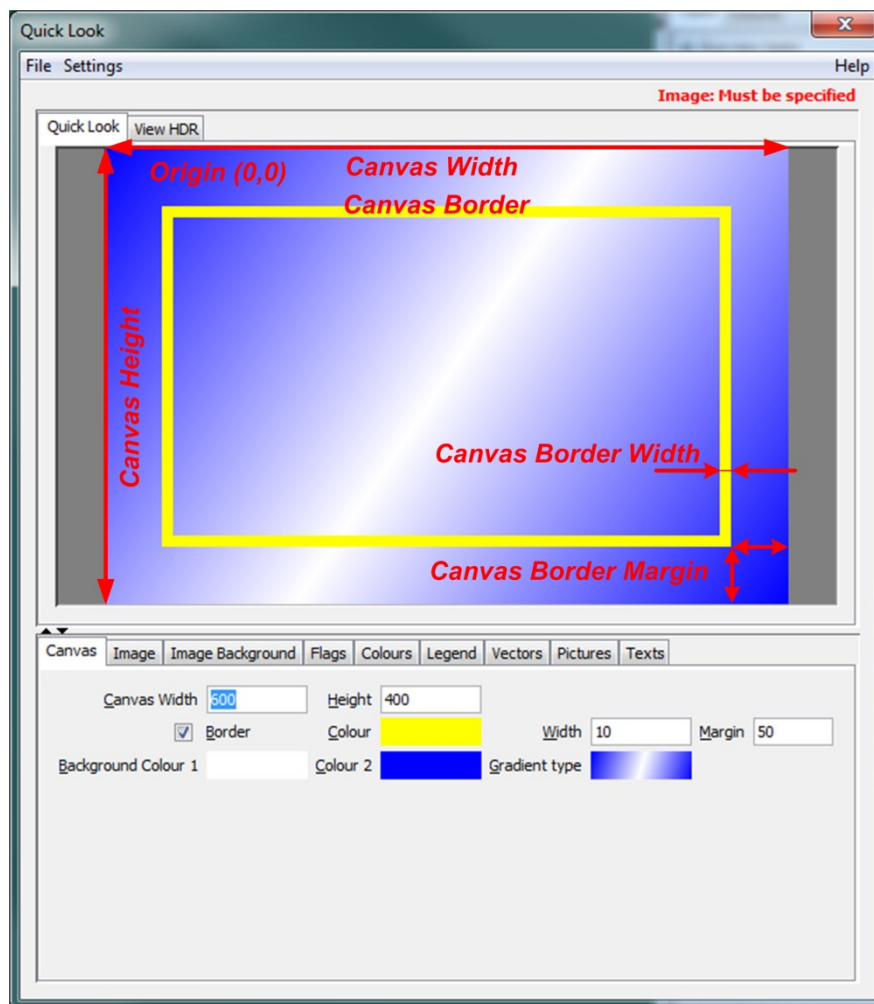 Quick Look
File Settings Help
Image: Must be specified
Quick Look View HDR
Origin (0,0) Canvas Width
Canvas Border
Canvas Height
Canvas Border Width
Canvas Border Margin
Canvas Image Image Background Flags Colours Legend Vectors Pictures Texts
Canvas Width 600 Height 400
Border Colour Width 10 Margin 50
Background Colour 1 Colour 2 Gradient type